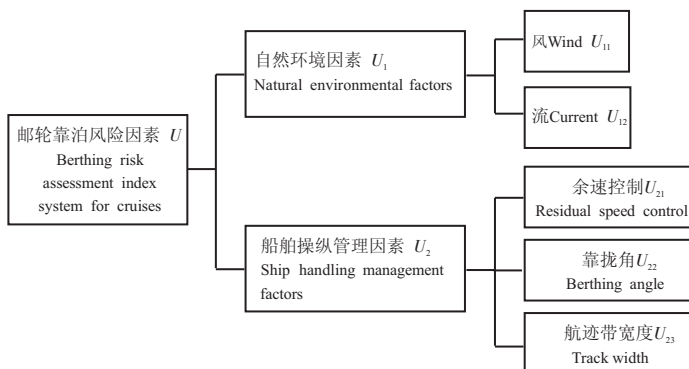 邮轮靠泊风险因素 U
Berthing risk
assessment index
system for cruises
自然环境因素 U1
Natural environmental factors
风Wind U11
流Current U12
船舶操纵管理因素 U2
Ship handling management
factors
余速控制U21
Residual speed control
靠拢角U22
Berthing angle
航迹带宽度U23
Track width